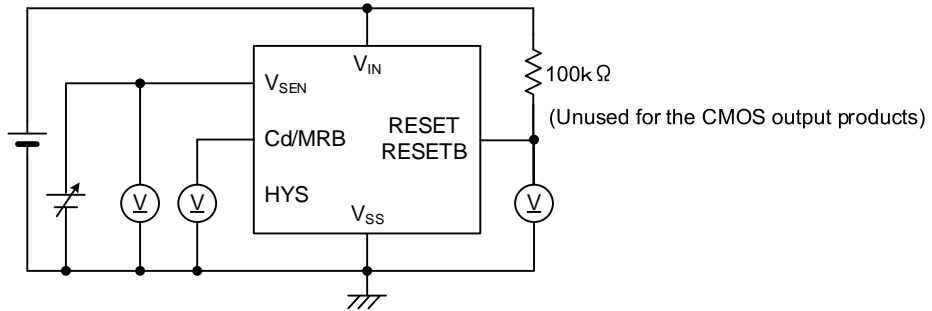 V_IN
V_SEN
100kΩ
(Unused for the CMOS output products)
Cd/MRB
RESET
RESETB
HYS
V
V
V
V_SS